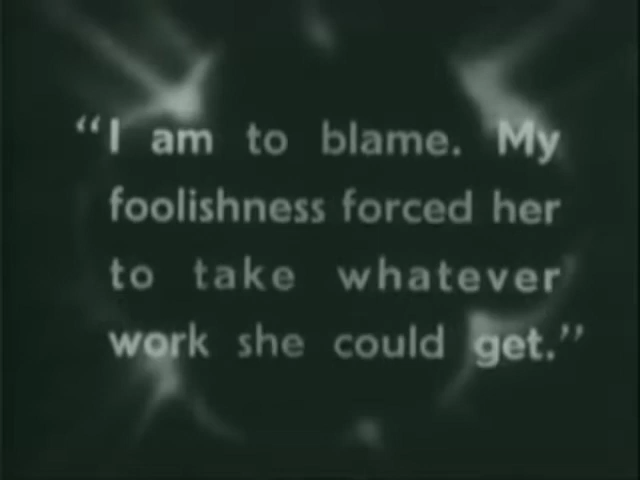 “I am to blame. My
foolishness forced her
to take whatever
work she could get.”